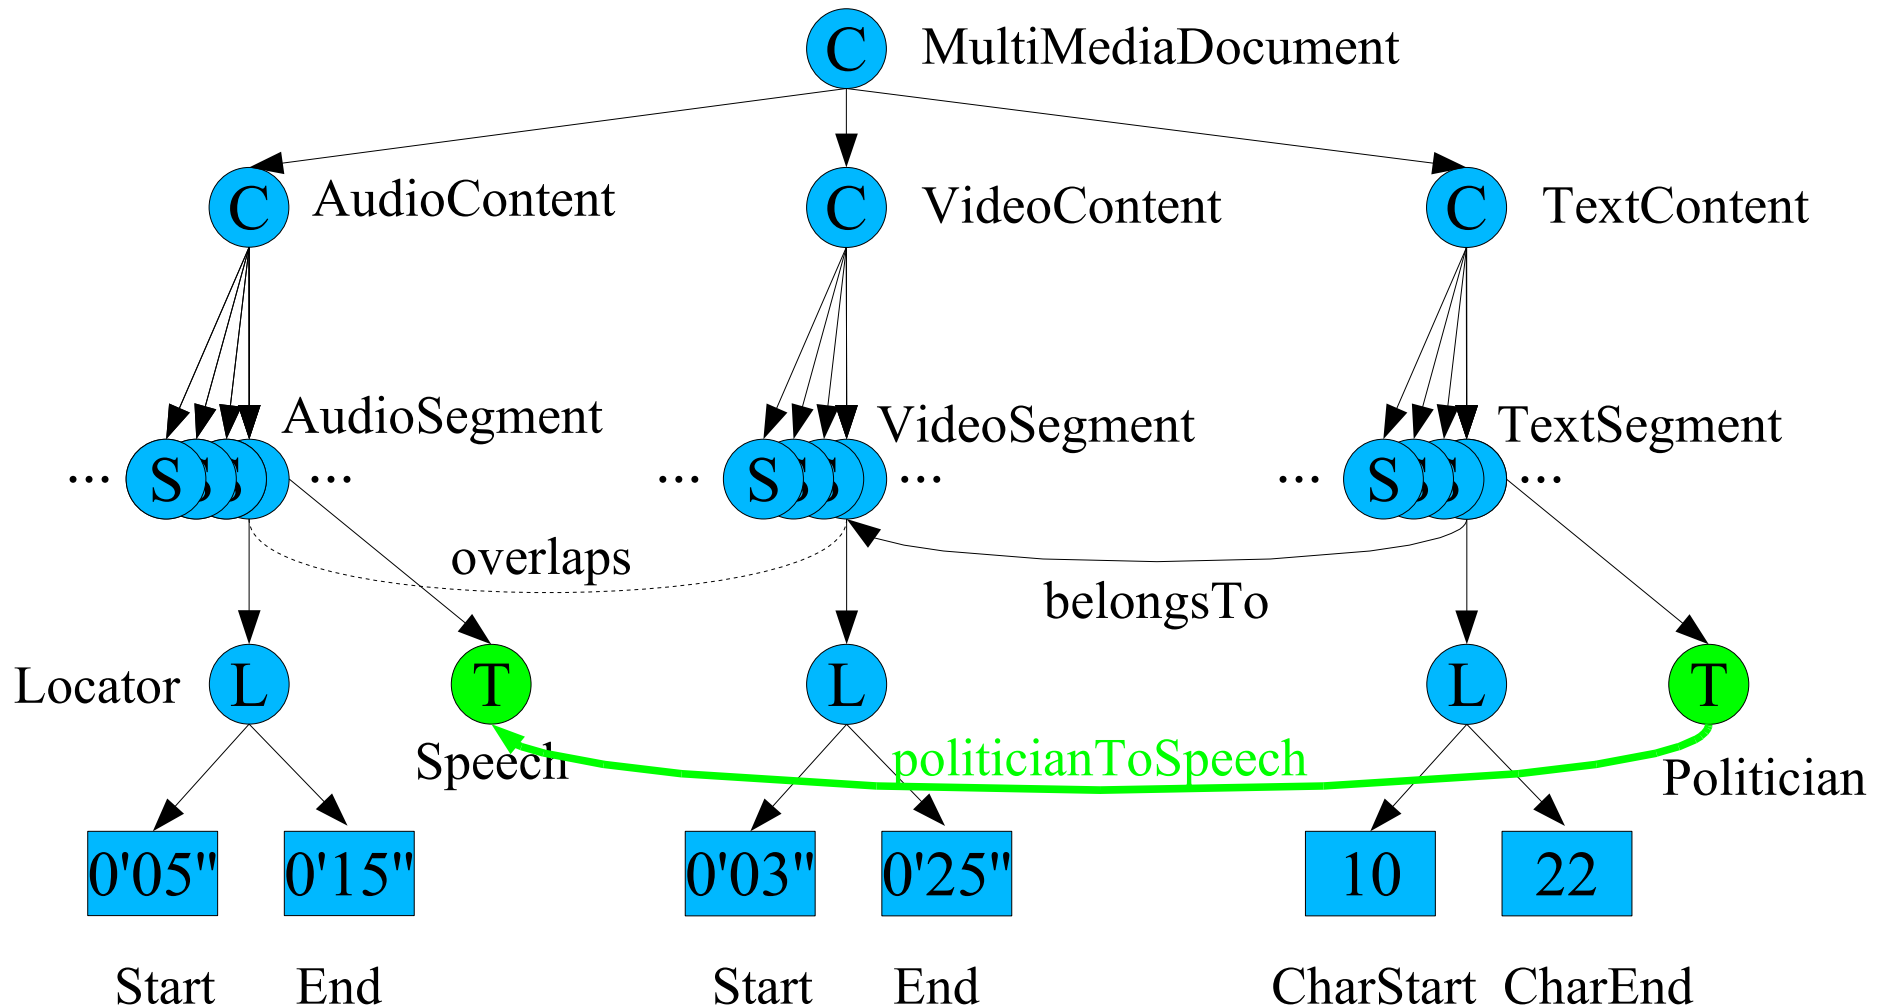 C MultiMediaDocument
C AudioContent
C VideoContent
C TextContent
AudioSegment
VideoSegment
TextSegment
... S S S ...
... S S S ...
... S S S ...
overlaps
belongsTo
Locator L
T
L
L
T
Speech
politicianToSpeech
Politician
0'05" 0'15" 0'03" 0'25" 10 22
Start End Start End CharStart CharEnd